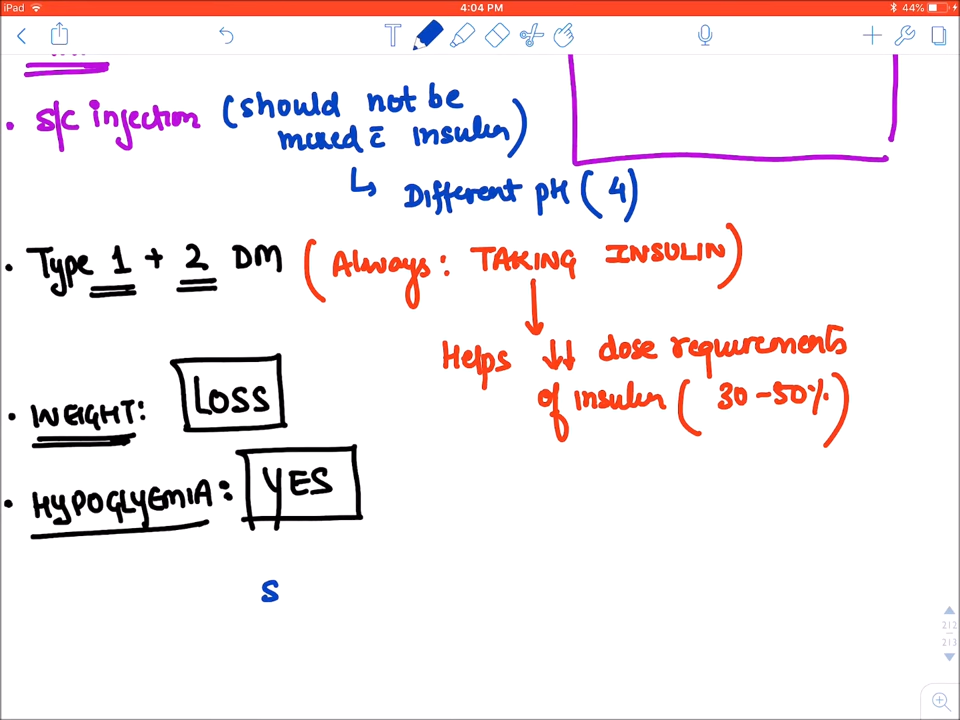 iPad
4:04 PM
44%
T
• S/C injection (should not be
mixed c̄ insulin)
↳ Different pH (4)
• Type 1 + 2 DM (Always: TAKING INSULIN)
Helps ↓↓ dose requirements
of insulin (30-50%)
• WEIGHT: LOSS
• HYPOGLYEMIA: YES
S
212
213